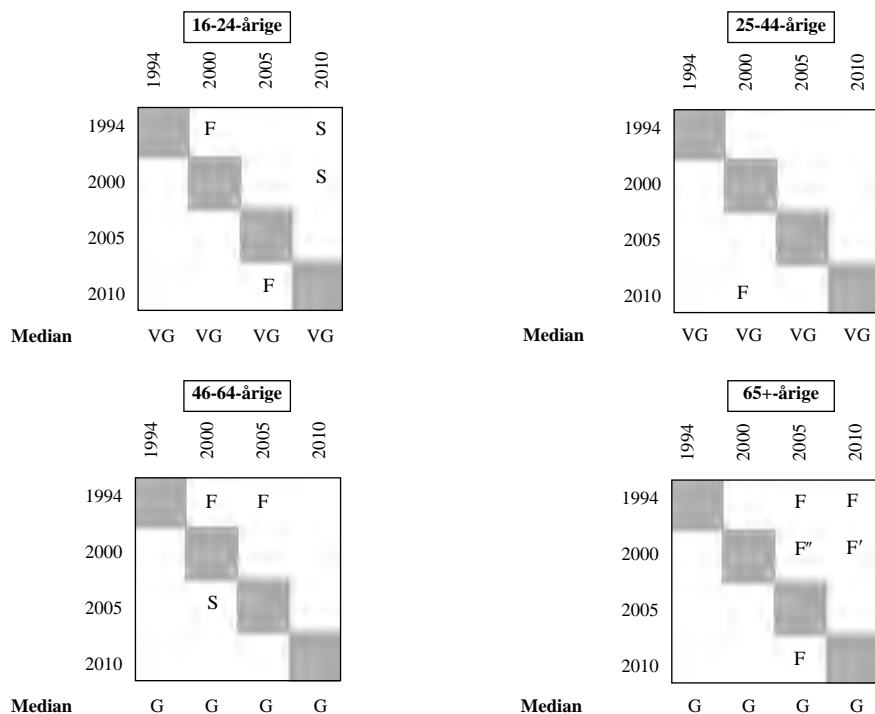 16-24-årige
1994 2000 2005 2010
1994 F S
2000 S
2005
2010 F
Median VG VG VG VG
25-44-årige
1994 2000 2005 2010
1994
2000
2005
2010 F
Median VG VG VG VG
46-64-årige
1994 2000 2005 2010
1994 F F
2000
2005 S
2010
Median G G G G
65+-årige
1994 2000 2005 2010
1994 F F
2000 F″ F′
2005
2010 F
Median G G G G